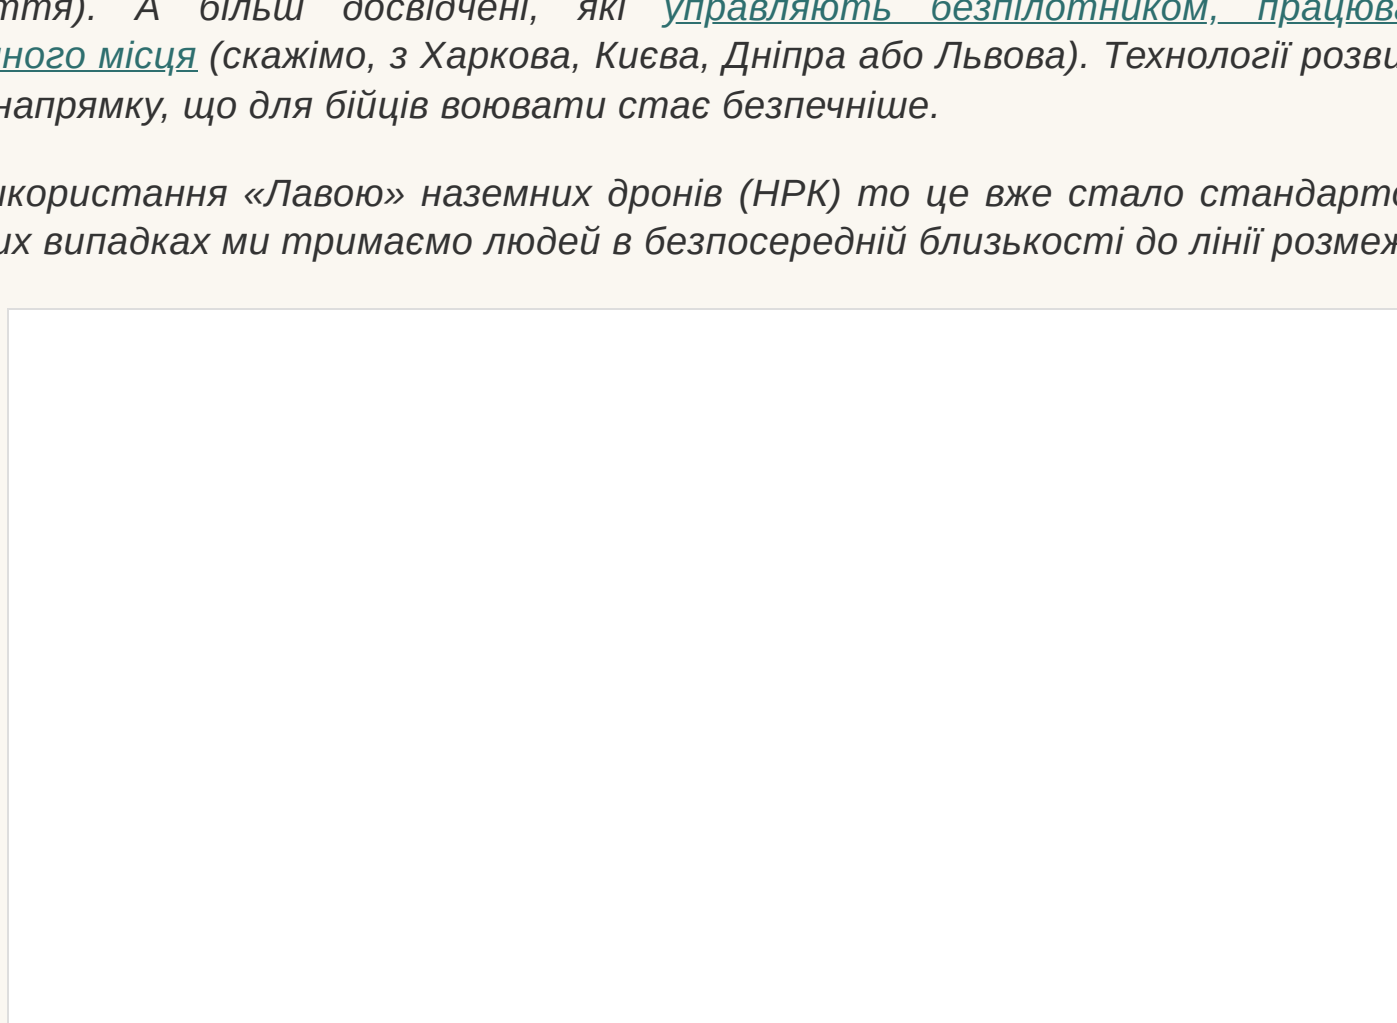 ття). А більш досвідчені, які управляють безпілотником, працюва
ного місця (скажімо, з Харкова, Києва, Дніпра або Львова). Технології розви
напрямку, що для бійців воювати стає безпечніше.
користання «Лавою» наземних дронів (НРК) то це вже стало стандарто
их випадках ми тримаємо людей в безпосередній близькості до лінії розмеж